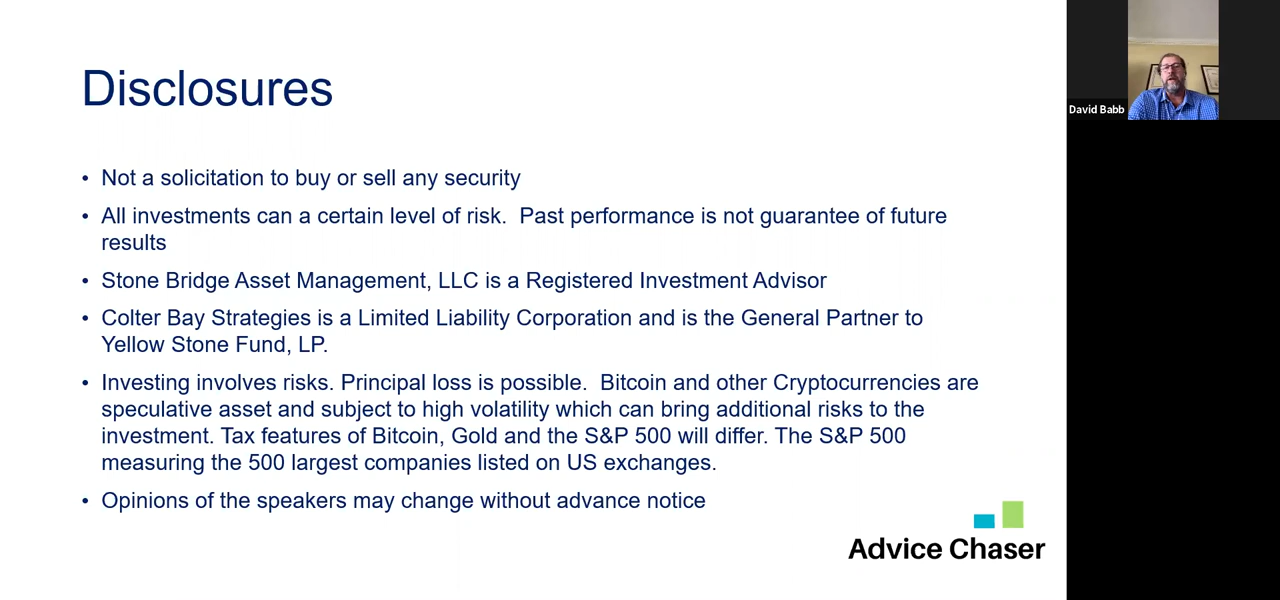 Disclosures
• Not a solicitation to buy or sell any security
• All investments can a certain level of risk.  Past performance is not guarantee of future
results
• Stone Bridge Asset Management, LLC is a Registered Investment Advisor
• Colter Bay Strategies is a Limited Liability Corporation and is the General Partner to
Yellow Stone Fund, LP.
• Investing involves risks. Principal loss is possible.  Bitcoin and other Cryptocurrencies are
speculative asset and subject to high volatility which can bring additional risks to the
investment. Tax features of Bitcoin, Gold and the S&P 500 will differ. The S&P 500
measuring the 500 largest companies listed on US exchanges.
• Opinions of the speakers may change without advance notice
Advice Chaser
David Babb